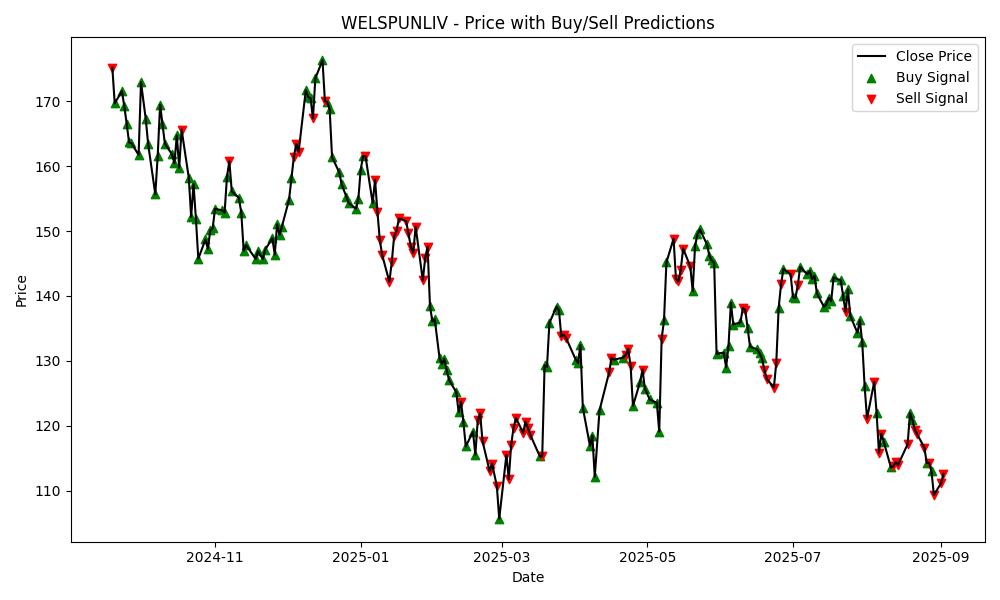 WELSPUNLIV - Price with Buy/Sell Predictions
Close Price
Buy Signal
Sell Signal
Price
170
160
150
140
130
120
110
2024-11
2025-01
2025-03
2025-05
2025-07
2025-09
Date